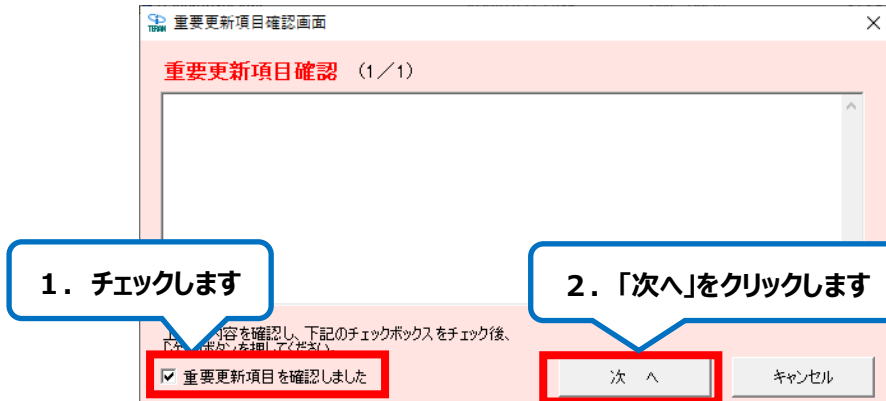 TERAN 重要更新項目確認画面
重要更新項目確認 (1/1)
1. チェックします
2.「次へ」をクリックします
内容を確認し、下記のチェックボックスをチェック後、
ボタンを押してください。
重要更新項目を確認しました
次 へ
キャンセル